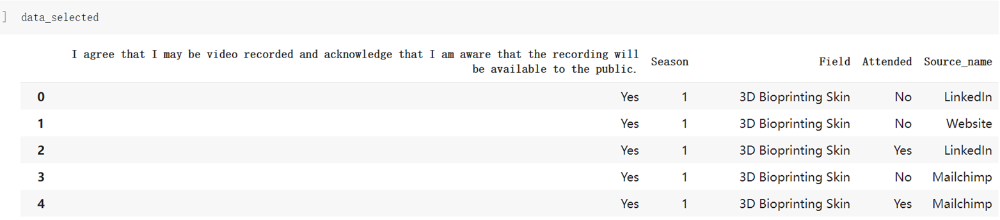 ] data_selected
I agree that I may be video recorded and acknowledge that I am aware that the recording will
be available to the public. Season Field Attended Source_name
0 Yes 1 3D Bioprinting Skin No LinkedIn
1 Yes 1 3D Bioprinting Skin No Website
2 Yes 1 3D Bioprinting Skin Yes LinkedIn
3 Yes 1 3D Bioprinting Skin No Mailchimp
4 Yes 1 3D Bioprinting Skin Yes Mailchimp